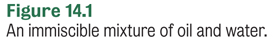 Figure 14.1
An immiscible mixture of oil and water.